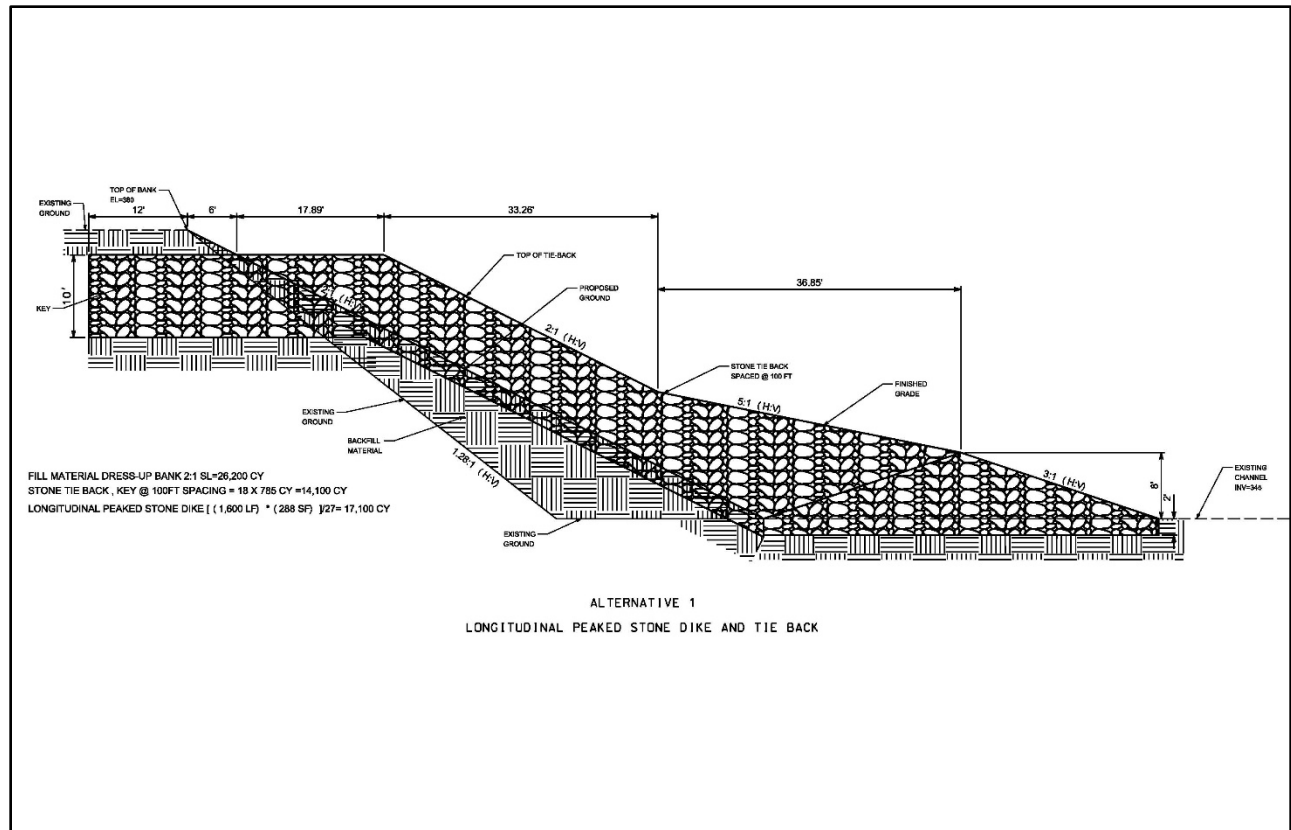 TOP OF BANK
EL=380
EXISTING
GROUND
12'
6'
17.89'
33.26'
TOP OF TIE-BACK
PROPOSED
GROUND
36.85'
10'
KEY
2:1 (H:V)
2:1 (H:V)
STONE TIE BACK
SPACED @ 100 FT
5:1 (H:V)
FINISHED
GRADE
EXISTING
GROUND
BACKFILL
MATERIAL
1.28:1 (H:V)
3:1 (H:V)
8'
2'
EXISTING
CHANNEL
INV=345
EXISTING
GROUND
FILL MATERIAL DRESS-UP BANK 2:1 SL=26,200 CY
STONE TIE BACK , KEY @ 100FT SPACING = 18 X 785 CY =14,100 CY
LONGITUDINAL PEAKED STONE DIKE [ ( 1,600 LF) * ( 288 SF) ]/27= 17,100 CY
ALTERNATIVE 1
LONGITUDINAL PEAKED STONE DIKE AND TIE BACK